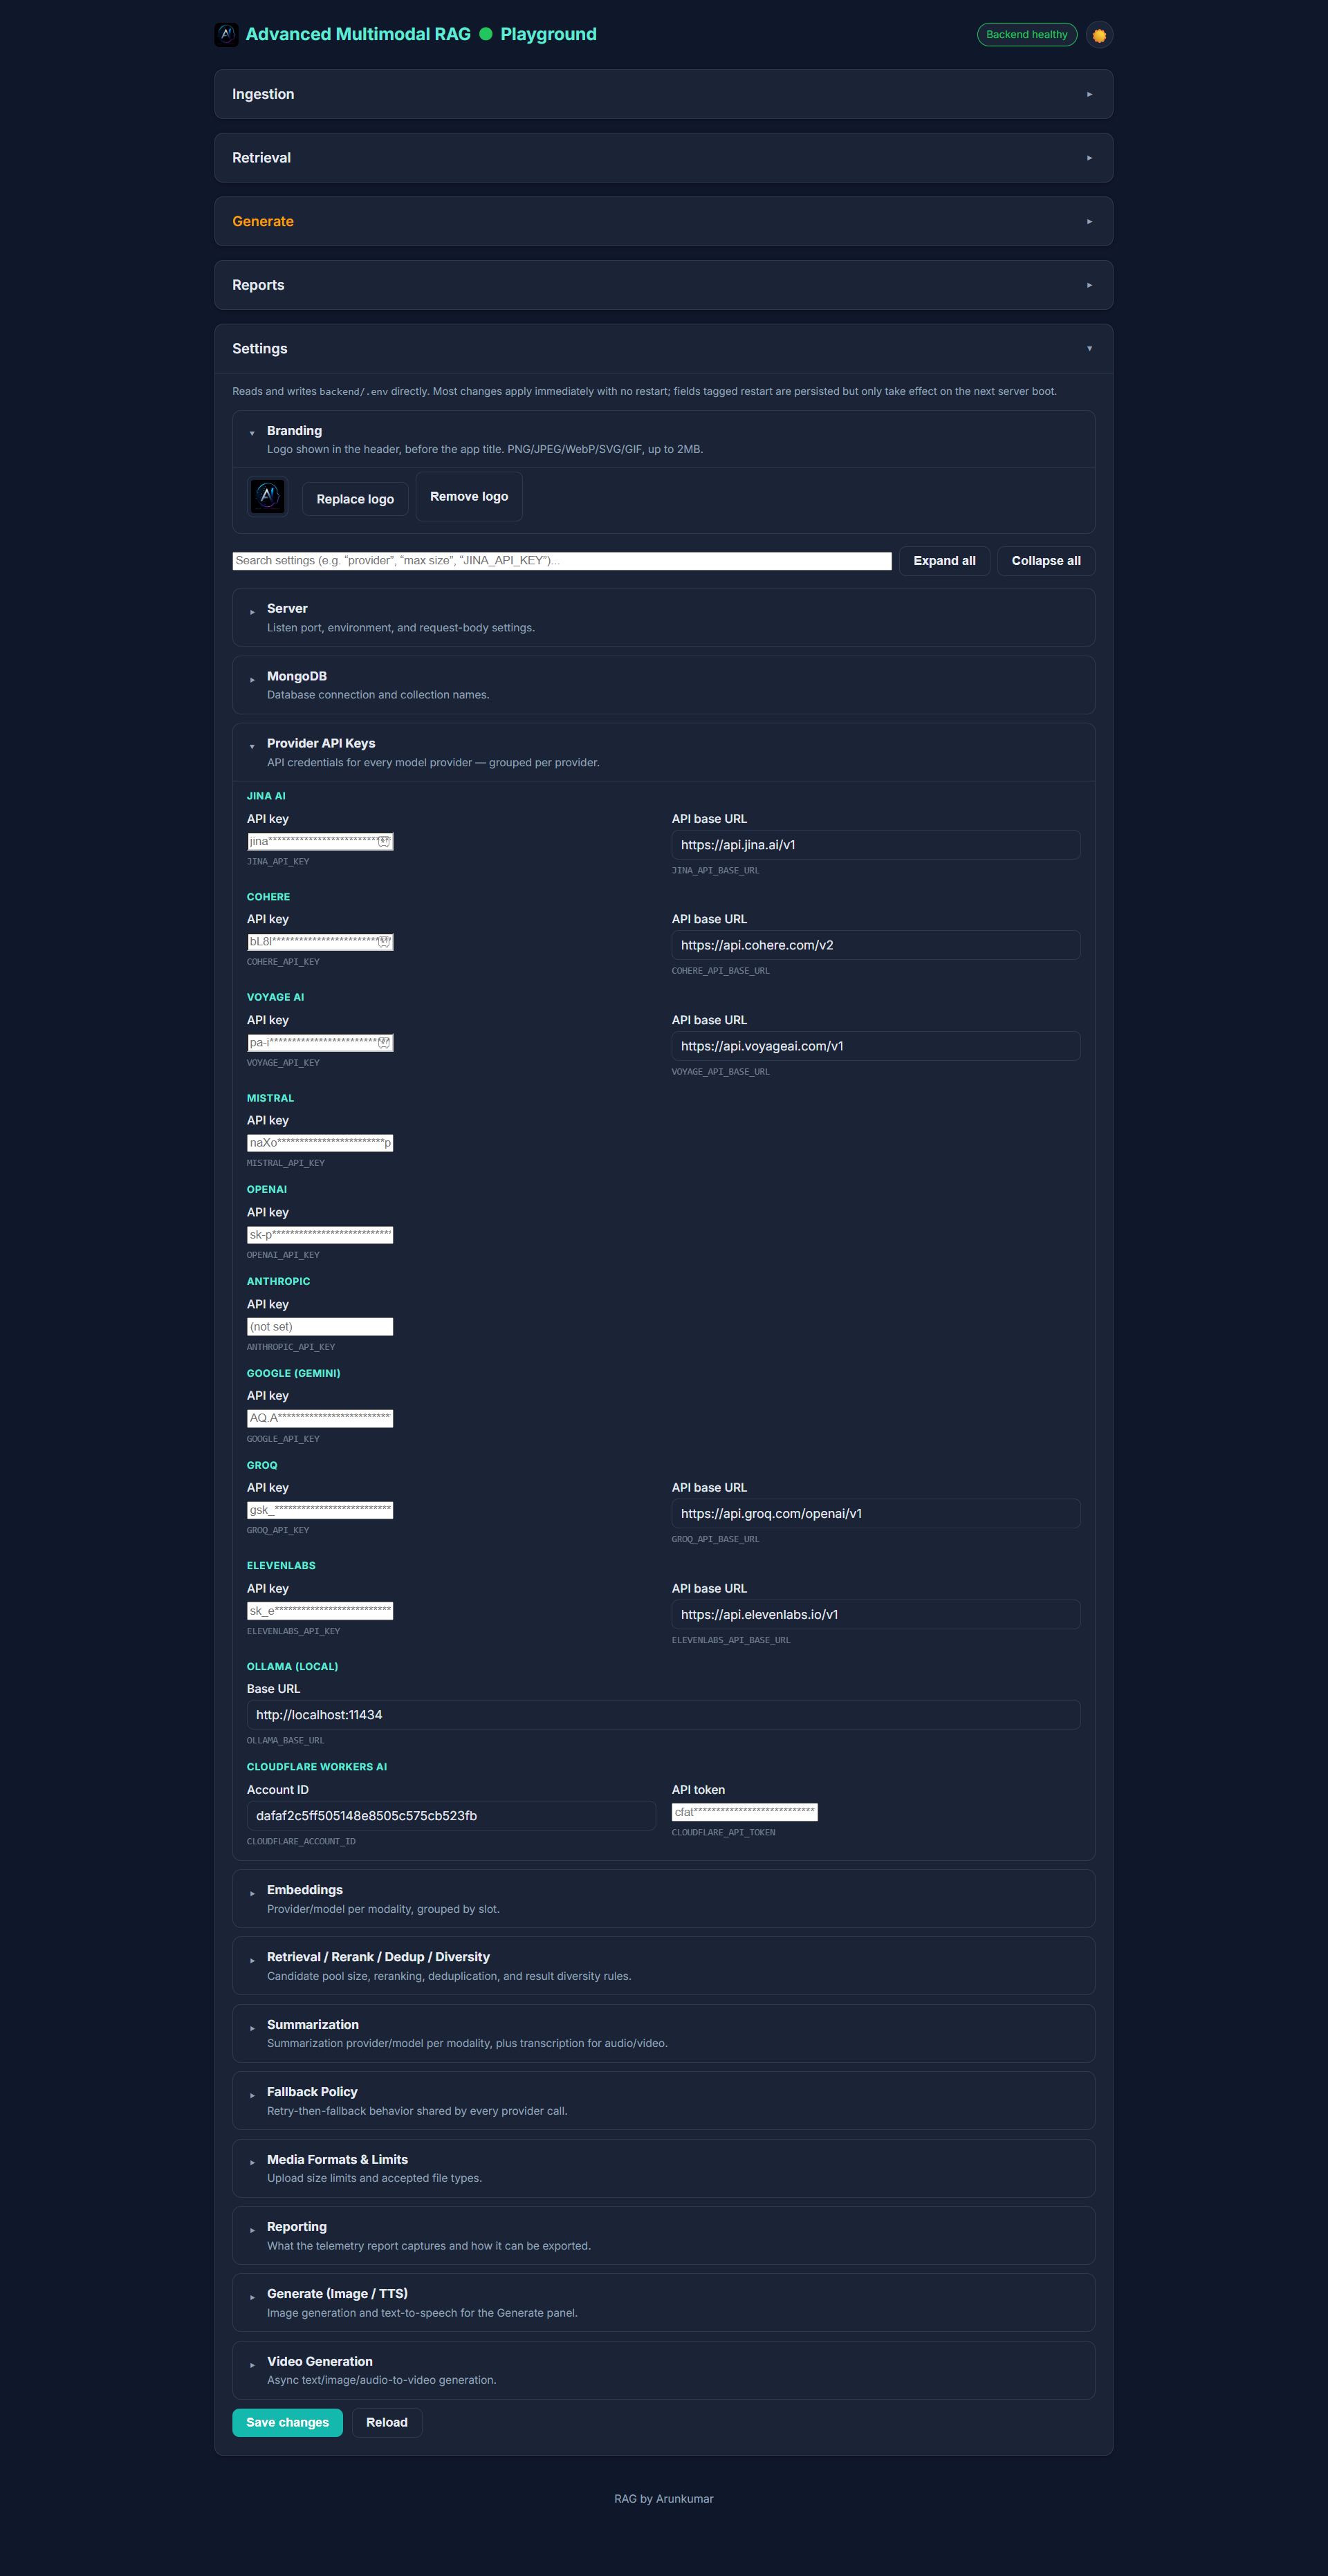 Advanced Multimodal RAG Playground
Backend healthy
Ingestion
Retrieval
Generate
Reports
Settings
Reads and writes backend/.env directly. Most changes apply immediately with no restart; fields tagged restart are persisted but only take effect on the next server boot.
Branding
Logo shown in the header, before the app title. PNG/JPEG/WebP/SVG/GIF, up to 2MB.
Replace logo
Remove logo
Search settings (e.g. "provider", "max size", "JINA_API_KEY")...
Expand all
Collapse all
Server
Listen port, environment, and request-body settings.
MongoDB
Database connection and collection names.
Provider API Keys
API credentials for every model provider — grouped per provider.
JINA AI
API key
API base URL
jina***************************
https://api.jina.ai/v1
JINA_API_KEY
JINA_API_BASE_URL
COHERE
API key
API base URL
bL8l**************************
https://api.cohere.com/v2
COHERE_API_KEY
COHERE_API_BASE_URL
VOYAGE AI
API key
API base URL
pa-i***************************
https://api.voyageai.com/v1
VOYAGE_API_KEY
VOYAGE_API_BASE_URL
MISTRAL
API key
naXo************************p
MISTRAL_API_KEY
OPENAI
API key
sk-p**************************
OPENAI_API_KEY
ANTHROPIC
API key
(not set)
ANTHROPIC_API_KEY
GOOGLE (GEMINI)
API key
AQ.A*************************
GOOGLE_API_KEY
GROQ
API key
API base URL
gsk_**************************
https://api.groq.com/openai/v1
GROQ_API_KEY
GROQ_API_BASE_URL
ELEVENLABS
API key
API base URL
sk_e**************************
https://api.elevenlabs.io/v1
ELEVENLABS_API_KEY
ELEVENLABS_API_BASE_URL
OLLAMA (LOCAL)
Base URL
http://localhost:11434
OLLAMA_BASE_URL
CLOUDFLARE WORKERS AI
Account ID
API token
dafaf2c5ff505148e8505c575cb523fb
cfat***************************
CLOUDFLARE_ACCOUNT_ID
CLOUDFLARE_API_TOKEN
Embeddings
Provider/model per modality, grouped by slot.
Retrieval / Rerank / Dedup / Diversity
Candidate pool size, reranking, deduplication, and result diversity rules.
Summarization
Summarization provider/model per modality, plus transcription for audio/video.
Fallback Policy
Retry-then-fallback behavior shared by every provider call.
Media Formats & Limits
Upload size limits and accepted file types.
Reporting
What the telemetry report captures and how it can be exported.
Generate (Image / TTS)
Image generation and text-to-speech for the Generate panel.
Video Generation
Async text/image/audio-to-video generation.
Save changes
Reload
RAG by Arunkumar